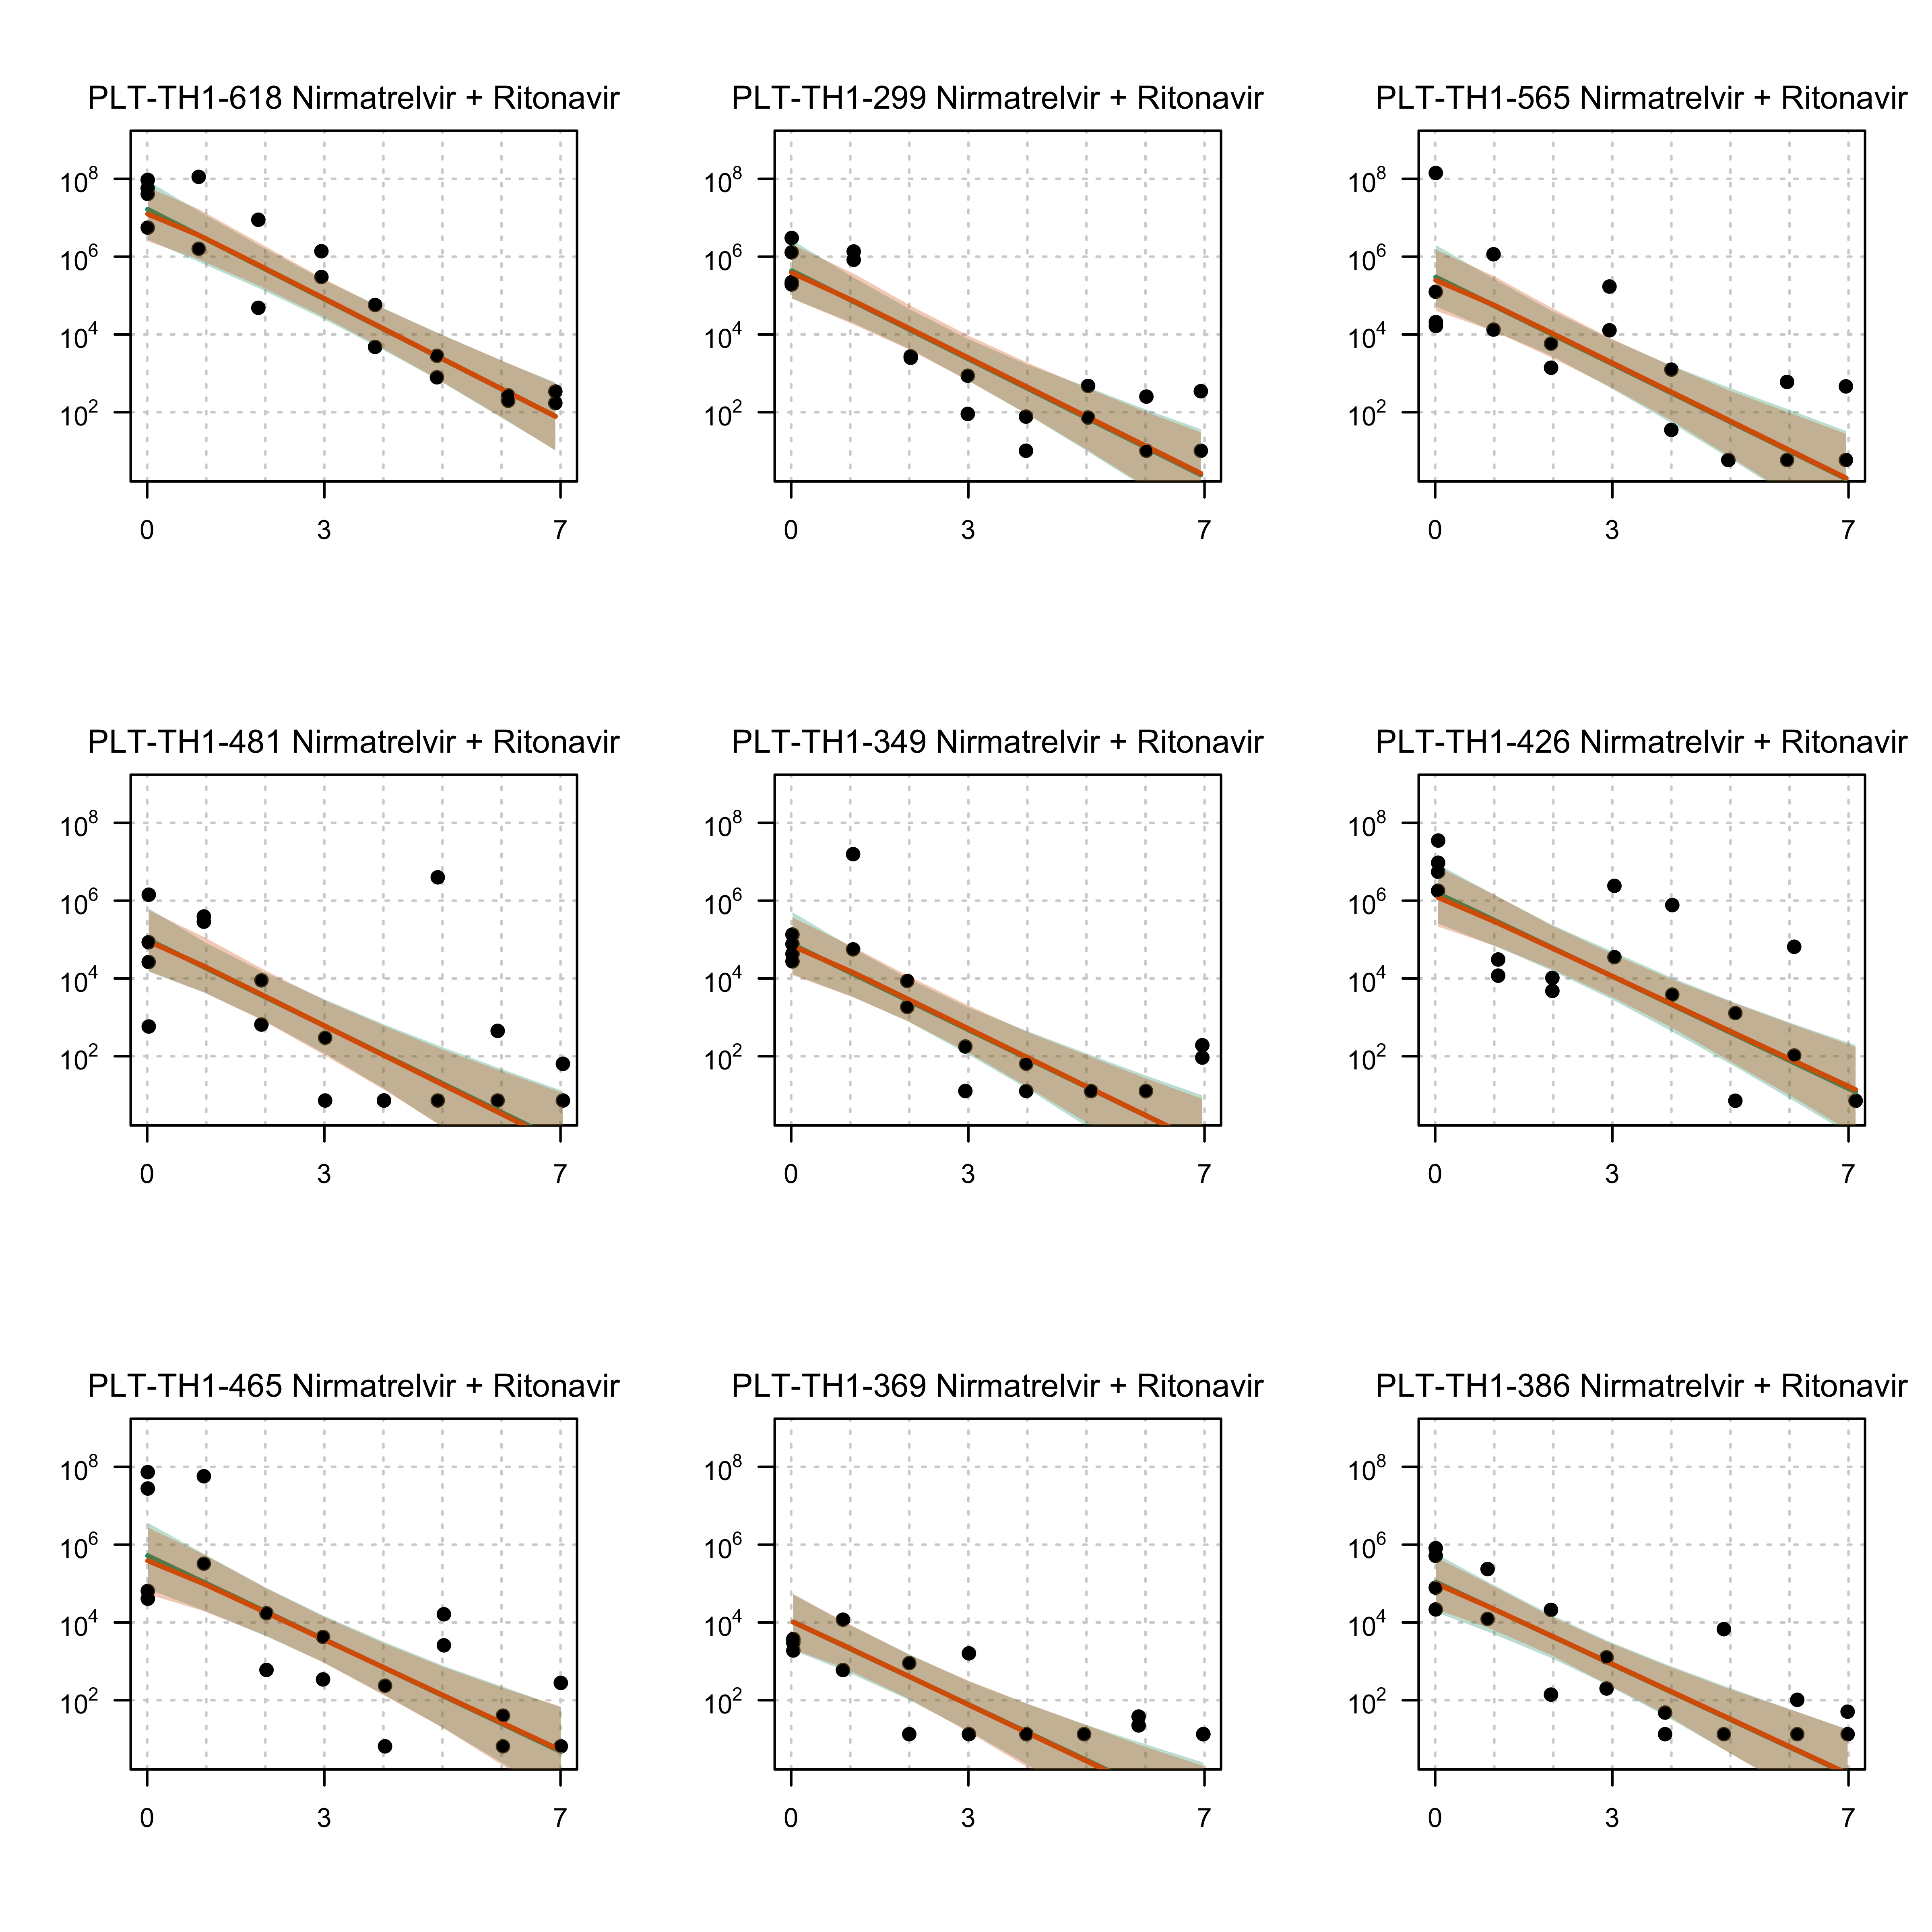 PLT-TH1-618 Nirmatrelvir + Ritonavir
10^8
10^6
10^4
10^2
0 3 7
PLT-TH1-299 Nirmatrelvir + Ritonavir
10^8
10^6
10^4
10^2
0 3 7
PLT-TH1-565 Nirmatrelvir + Ritonavir
10^8
10^6
10^4
10^2
0 3 7
PLT-TH1-481 Nirmatrelvir + Ritonavir
10^8
10^6
10^4
10^2
0 3 7
PLT-TH1-349 Nirmatrelvir + Ritonavir
10^8
10^6
10^4
10^2
0 3 7
PLT-TH1-426 Nirmatrelvir + Ritonavir
10^8
10^6
10^4
10^2
0 3 7
PLT-TH1-465 Nirmatrelvir + Ritonavir
10^8
10^6
10^4
10^2
0 3 7
PLT-TH1-369 Nirmatrelvir + Ritonavir
10^8
10^6
10^4
10^2
0 3 7
PLT-TH1-386 Nirmatrelvir + Ritonavir
10^8
10^6
10^4
10^2
0 3 7